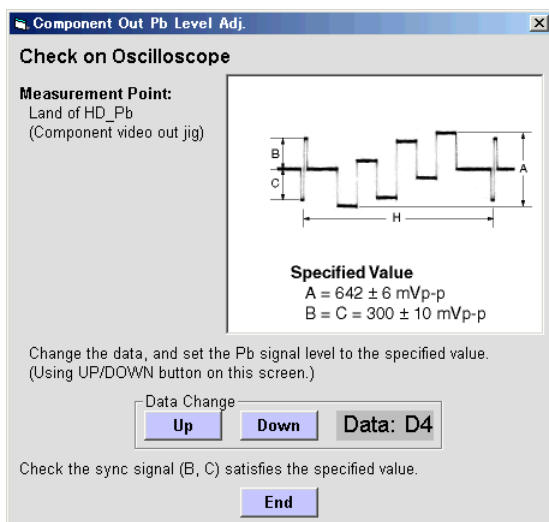 Component Out Pb Level Adj.
Check on Oscilloscope
Measurement Point:
Land of HD_Pb
(Component video out jig)
B
C
A
H
Specified Value
A = 642 ± 6 mVp-p
B = C = 300 ± 10 mVp-p
Change the data, and set the Pb signal level to the specified value.
(Using UP/DOWN button on this screen.)
Data Change
Up Down Data: D4
Check the sync signal (B, C) satisfies the specified value.
End